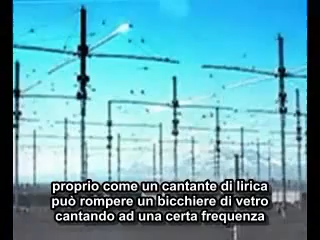 proprio come un cantante di lirica
può rompere un bicchiere di vetro
cantando ad una certa frequenza